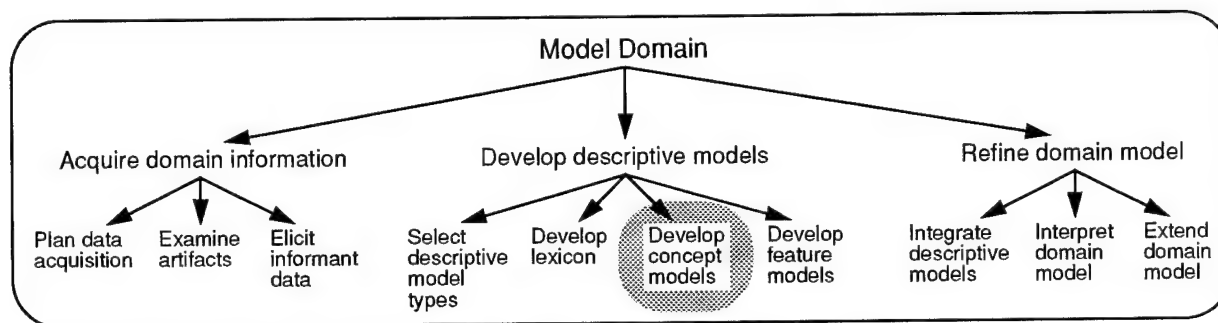 Model Domain
Acquire domain information
Develop descriptive models
Refine domain model
Plan data
acquisition
Examine
artifacts
Elicit
informant
data
Select
descriptive
model
types
Develop
lexicon
Develop
concept
models
Develop
feature
models
Integrate
descriptive
models
Interpret
domain
model
Extend
domain
model